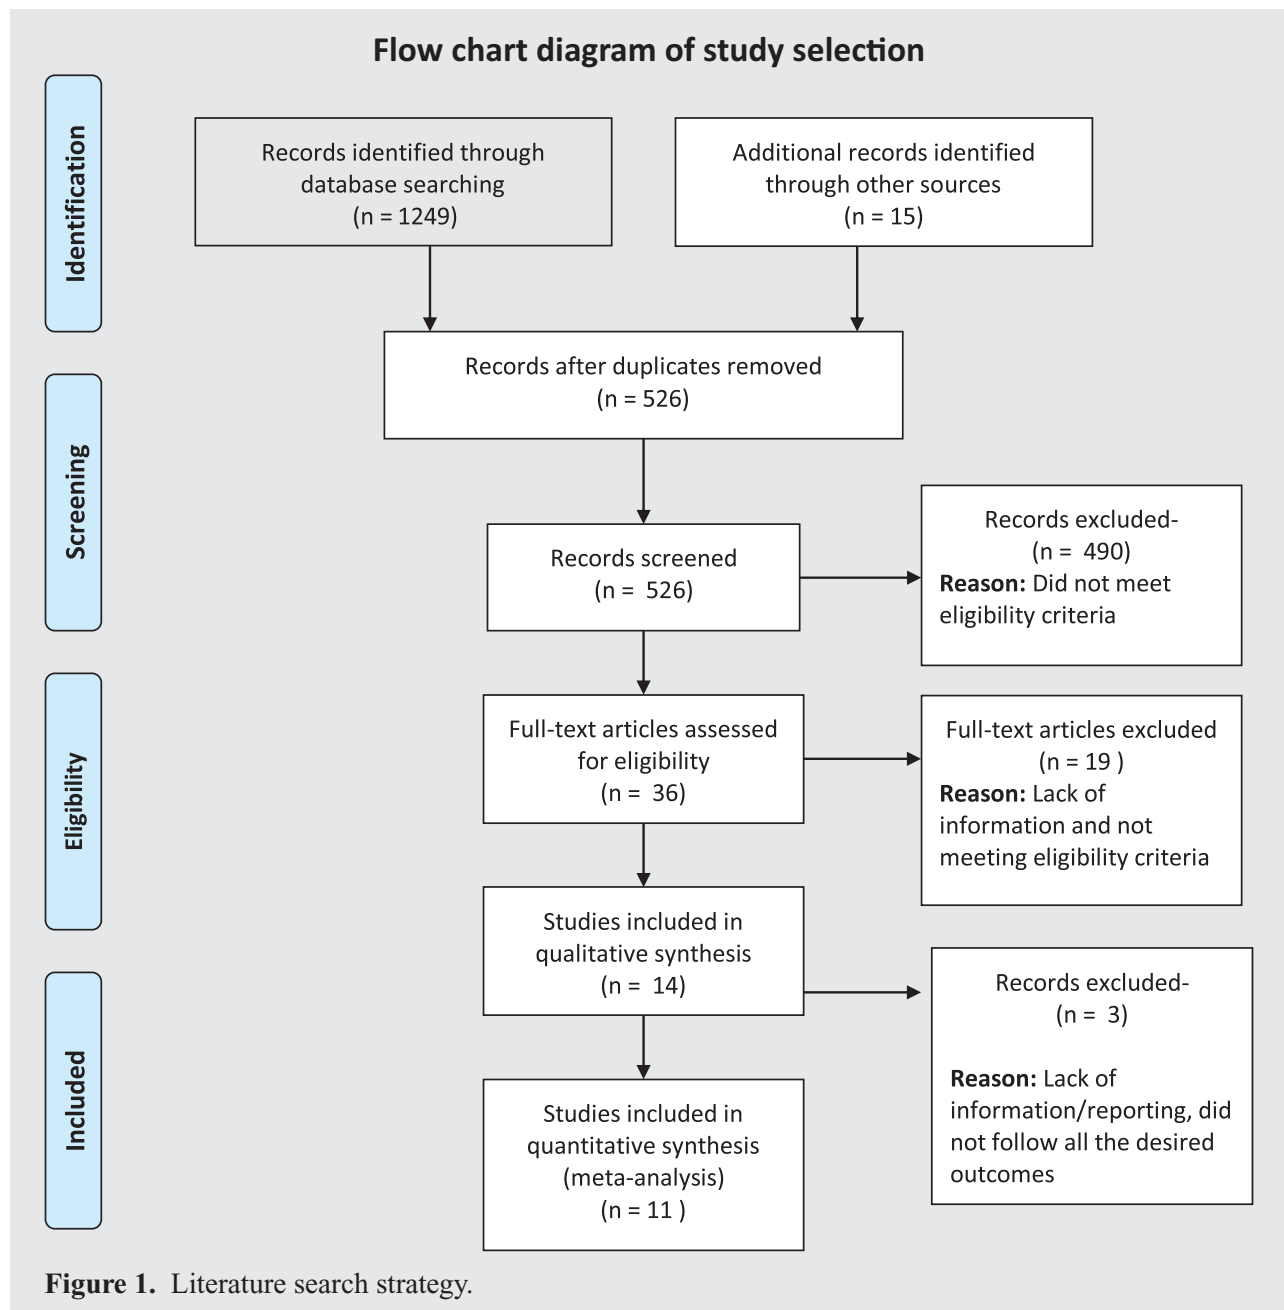 Flow chart diagram of study selection
Identification
Records identified through
database searching
(n = 1249)
Additional records identified
through other sources
(n = 15)
Records after duplicates removed
(n = 526)
Screening
Records screened
(n =  526)
Records excluded-
(n =  490)
Reason: Did not meet
eligibility criteria
Eligibility
Full-text articles assessed
for eligibility
(n =  36)
Full-text articles excluded
(n = 19 )
Reason: Lack of
information and not
meeting eligibility criteria
Studies included in
qualitative synthesis
(n =  14)
Included
Records excluded-
(n =  3)
Reason: Lack of
information/reporting, did
not follow all the desired
outcomes
Studies included in
quantitative synthesis
(meta-analysis)
(n = 11 )
Figure 1.  Literature search strategy.